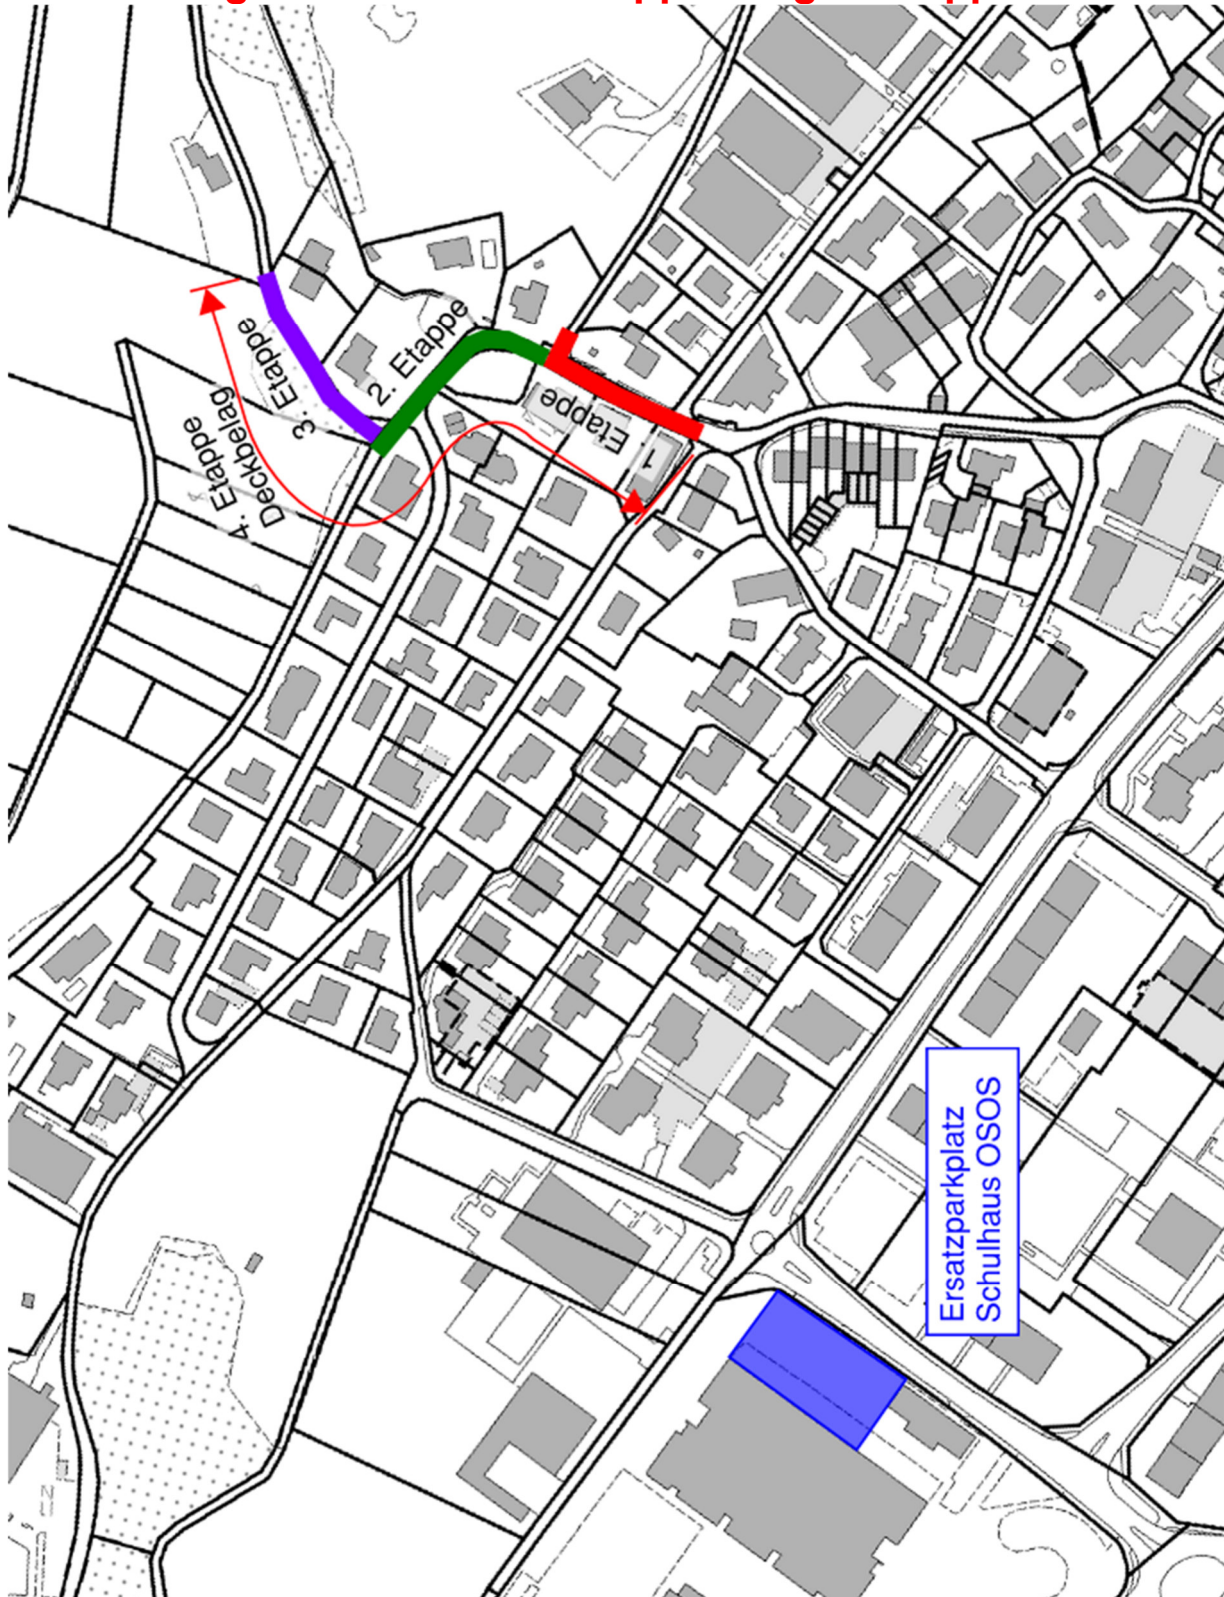 4. Etappe
Deckbelag
3. Etappe
2. Etappe
1. Etappe
Ersatzparkplatz
Schulhaus OSOS